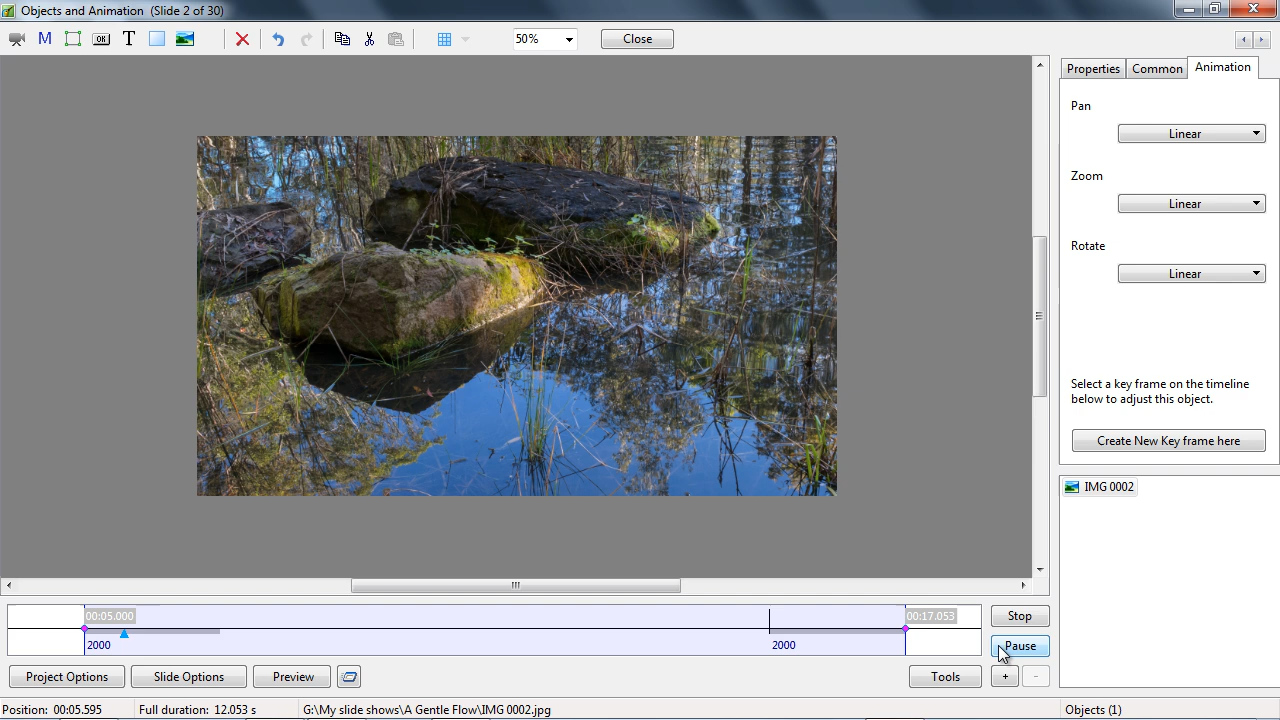 Objects and Animation (Slide 2 of 30)
M OK T 50% Close
Properties Common Animation
Pan
Linear
Zoom
Linear
Rotate
Linear
Select a key frame on the timeline
below to adjust this object.
Create New Key frame here
IMG 0002
00:05.000 00:17.053 Stop
2000 2000 Pause
Project Options Slide Options Preview Tools + -
Position: 00:05.595 Full duration: 12.053 s G:\My slide shows\A Gentle Flow\IMG 0002.jpg Objects (1)